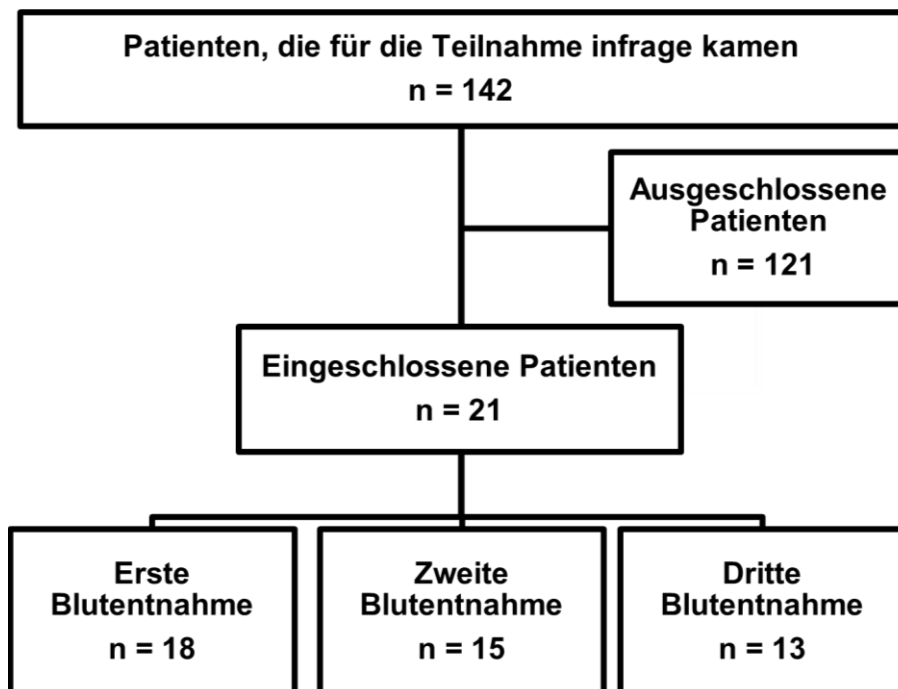 Patienten, die für die Teilnahme infrage kamen
n = 142
Ausgeschlossene
Patienten
n = 121
Eingeschlossene Patienten
n = 21
Erste
Blutentnahme
n = 18
Zweite
Blutentnahme
n = 15
Dritte
Blutentnahme
n = 13